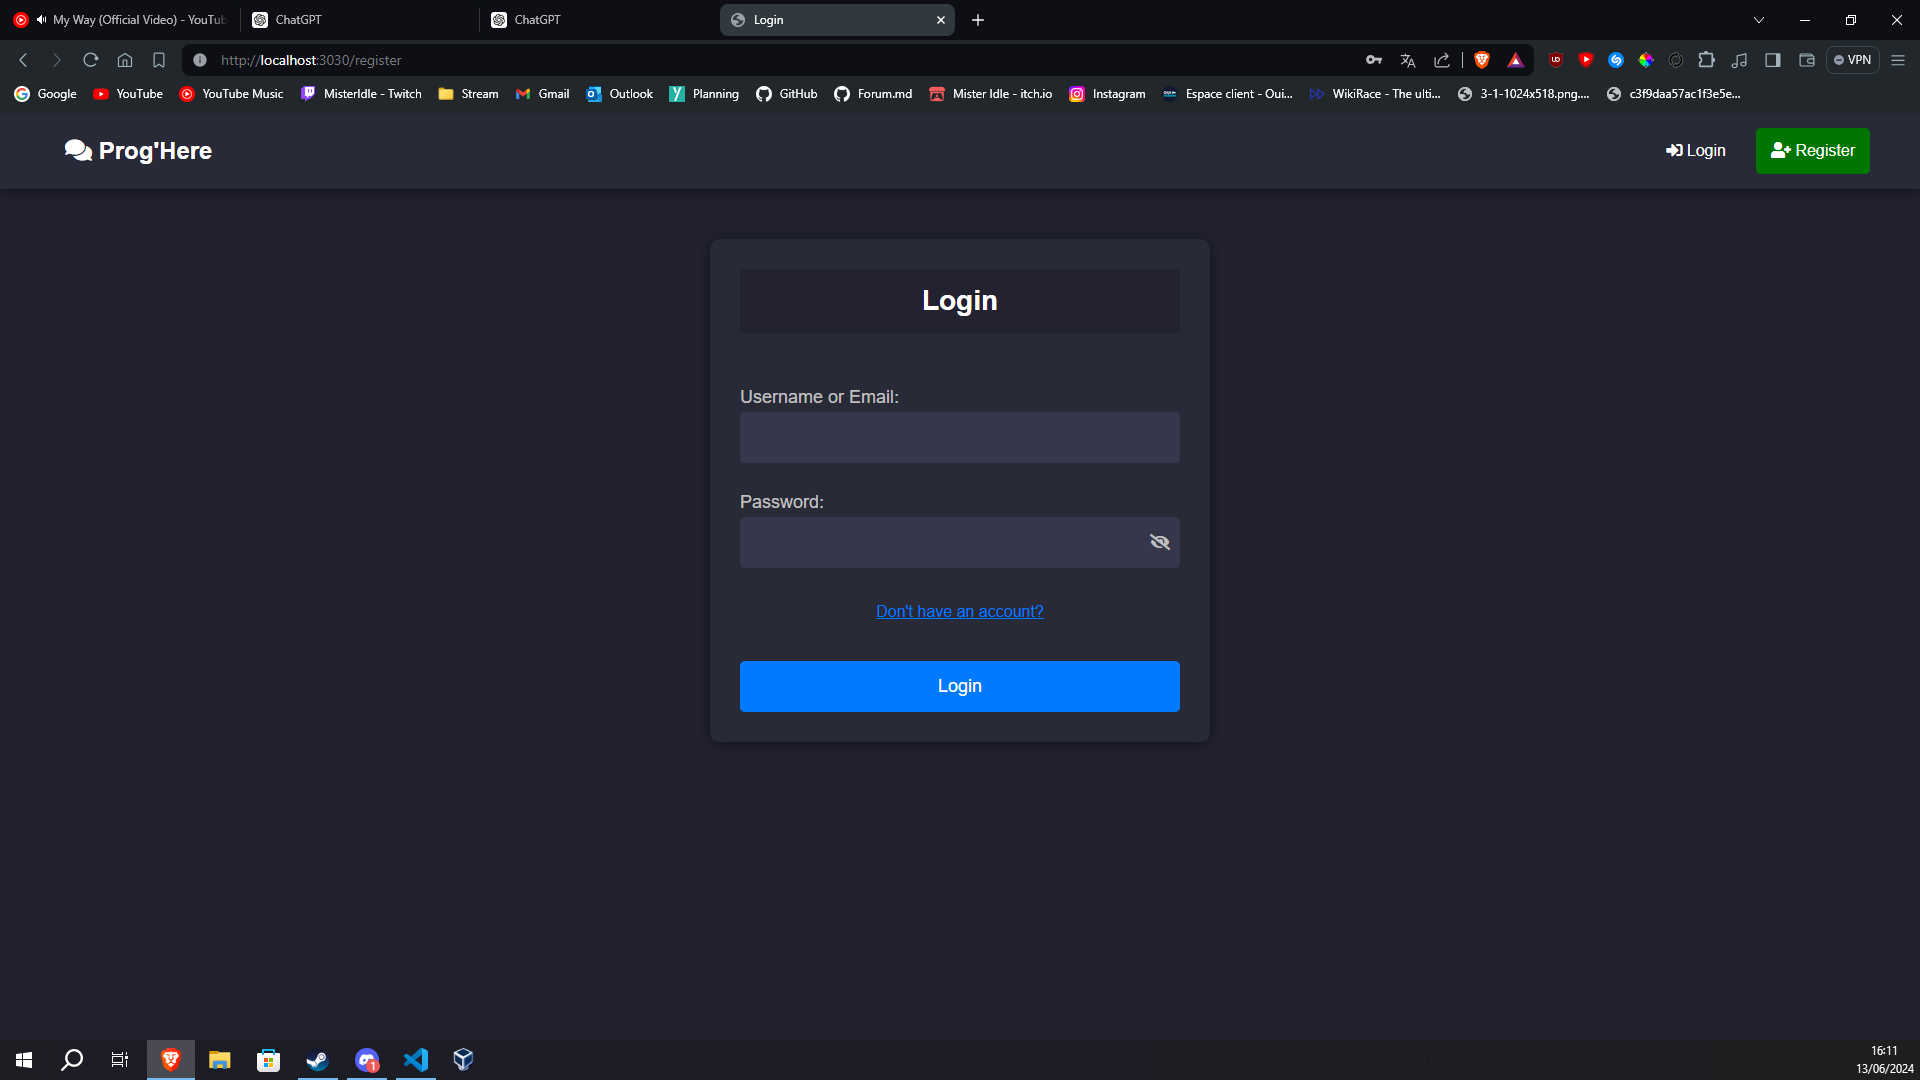 My Way (Official Video) - YouTub
ChatGPT
ChatGPT
Login
http://localhost:3030/register
VPN
Google
YouTube
YouTube Music
MisterIdle - Twitch
Stream
Gmail
Outlook
Planning
GitHub
Forum.md
Mister Idle - itch.io
Instagram
Espace client - Oui...
WikiRace - The ulti...
3-1-1024x518.png....
c3f9daa57ac1f3e5e...
Prog'Here
Login
Register
Login
Username or Email:
Password:
Don't have an account?
Login
1
16:11
13/06/2024